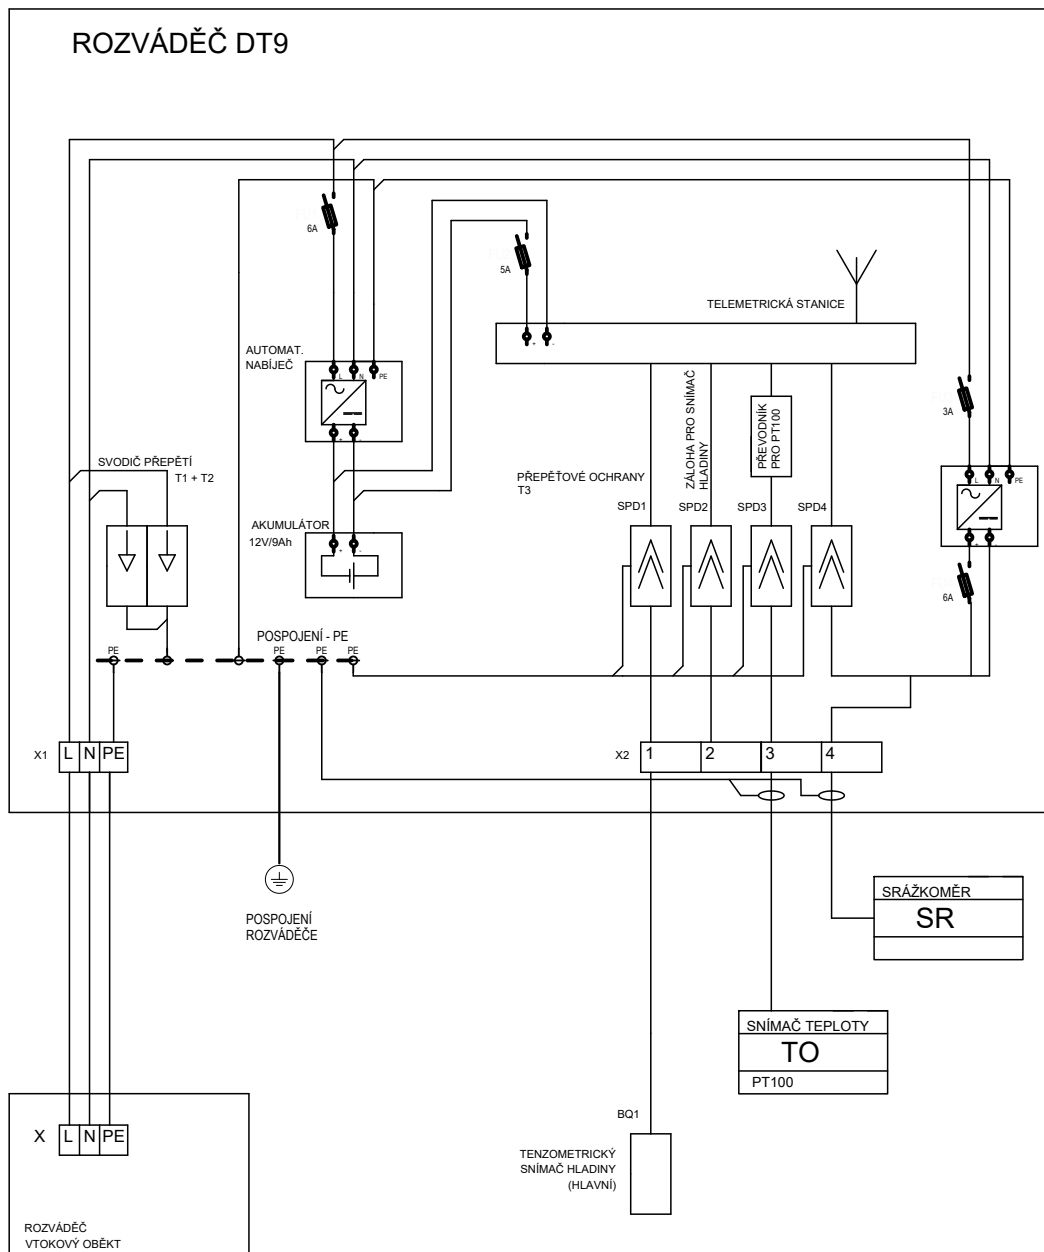 ROZVÁDĚČ DT9
6A
5A
TELEMETRICKÁ STANICE
+ -
AUTOMAT.
NABÍJEČ
L N PE
+ -
3A
L N PE
+ -
6A
SVODIČ PŘEPĚTÍ
T1 + T2
PŘEPĚŤOVÉ OCHRANY
T3
ZÁLOHA PRO SNÍMAČ
HLADINY
PŘEVODNÍK
PRO PT100
SPD1 SPD2 SPD3 SPD4
AKUMULÁTOR
12V/9Ah
+ -
POSPOJENÍ - PE
PE PE PE PE
X1 L N PE
X2 1 2 3 4
POSPOJENÍ
ROZVÁDĚČE
SRÁŽKOMĚR
SR
SNÍMAČ TEPLOTY
TO
PT100
BQ1
TENZOMETRICKÝ
SNÍMAČ HLADINY
(HLAVNÍ)
X L N PE
ROZVÁDĚČ
VTOKOVÝ OBĚKT